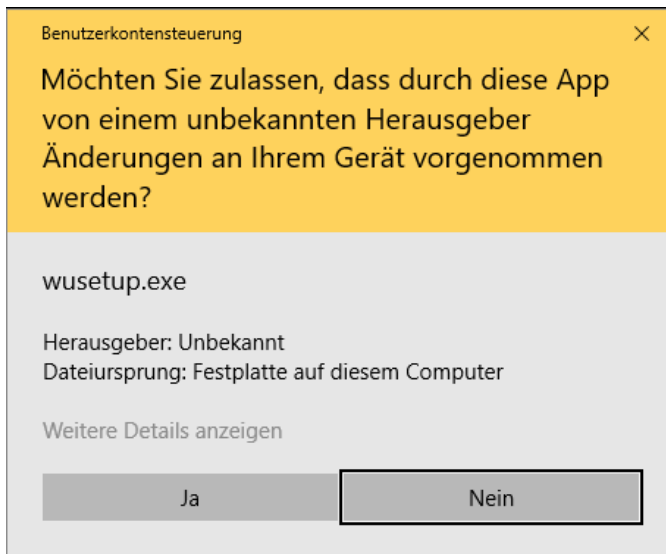 Benutzerkontensteuerung
Möchten Sie zulassen, dass durch diese App
von einem unbekannten Herausgeber
Änderungen an Ihrem Gerät vorgenommen
werden?
wusetup.exe
Herausgeber: Unbekannt
Dateiursprung: Festplatte auf diesem Computer
Weitere Details anzeigen
Ja Nein